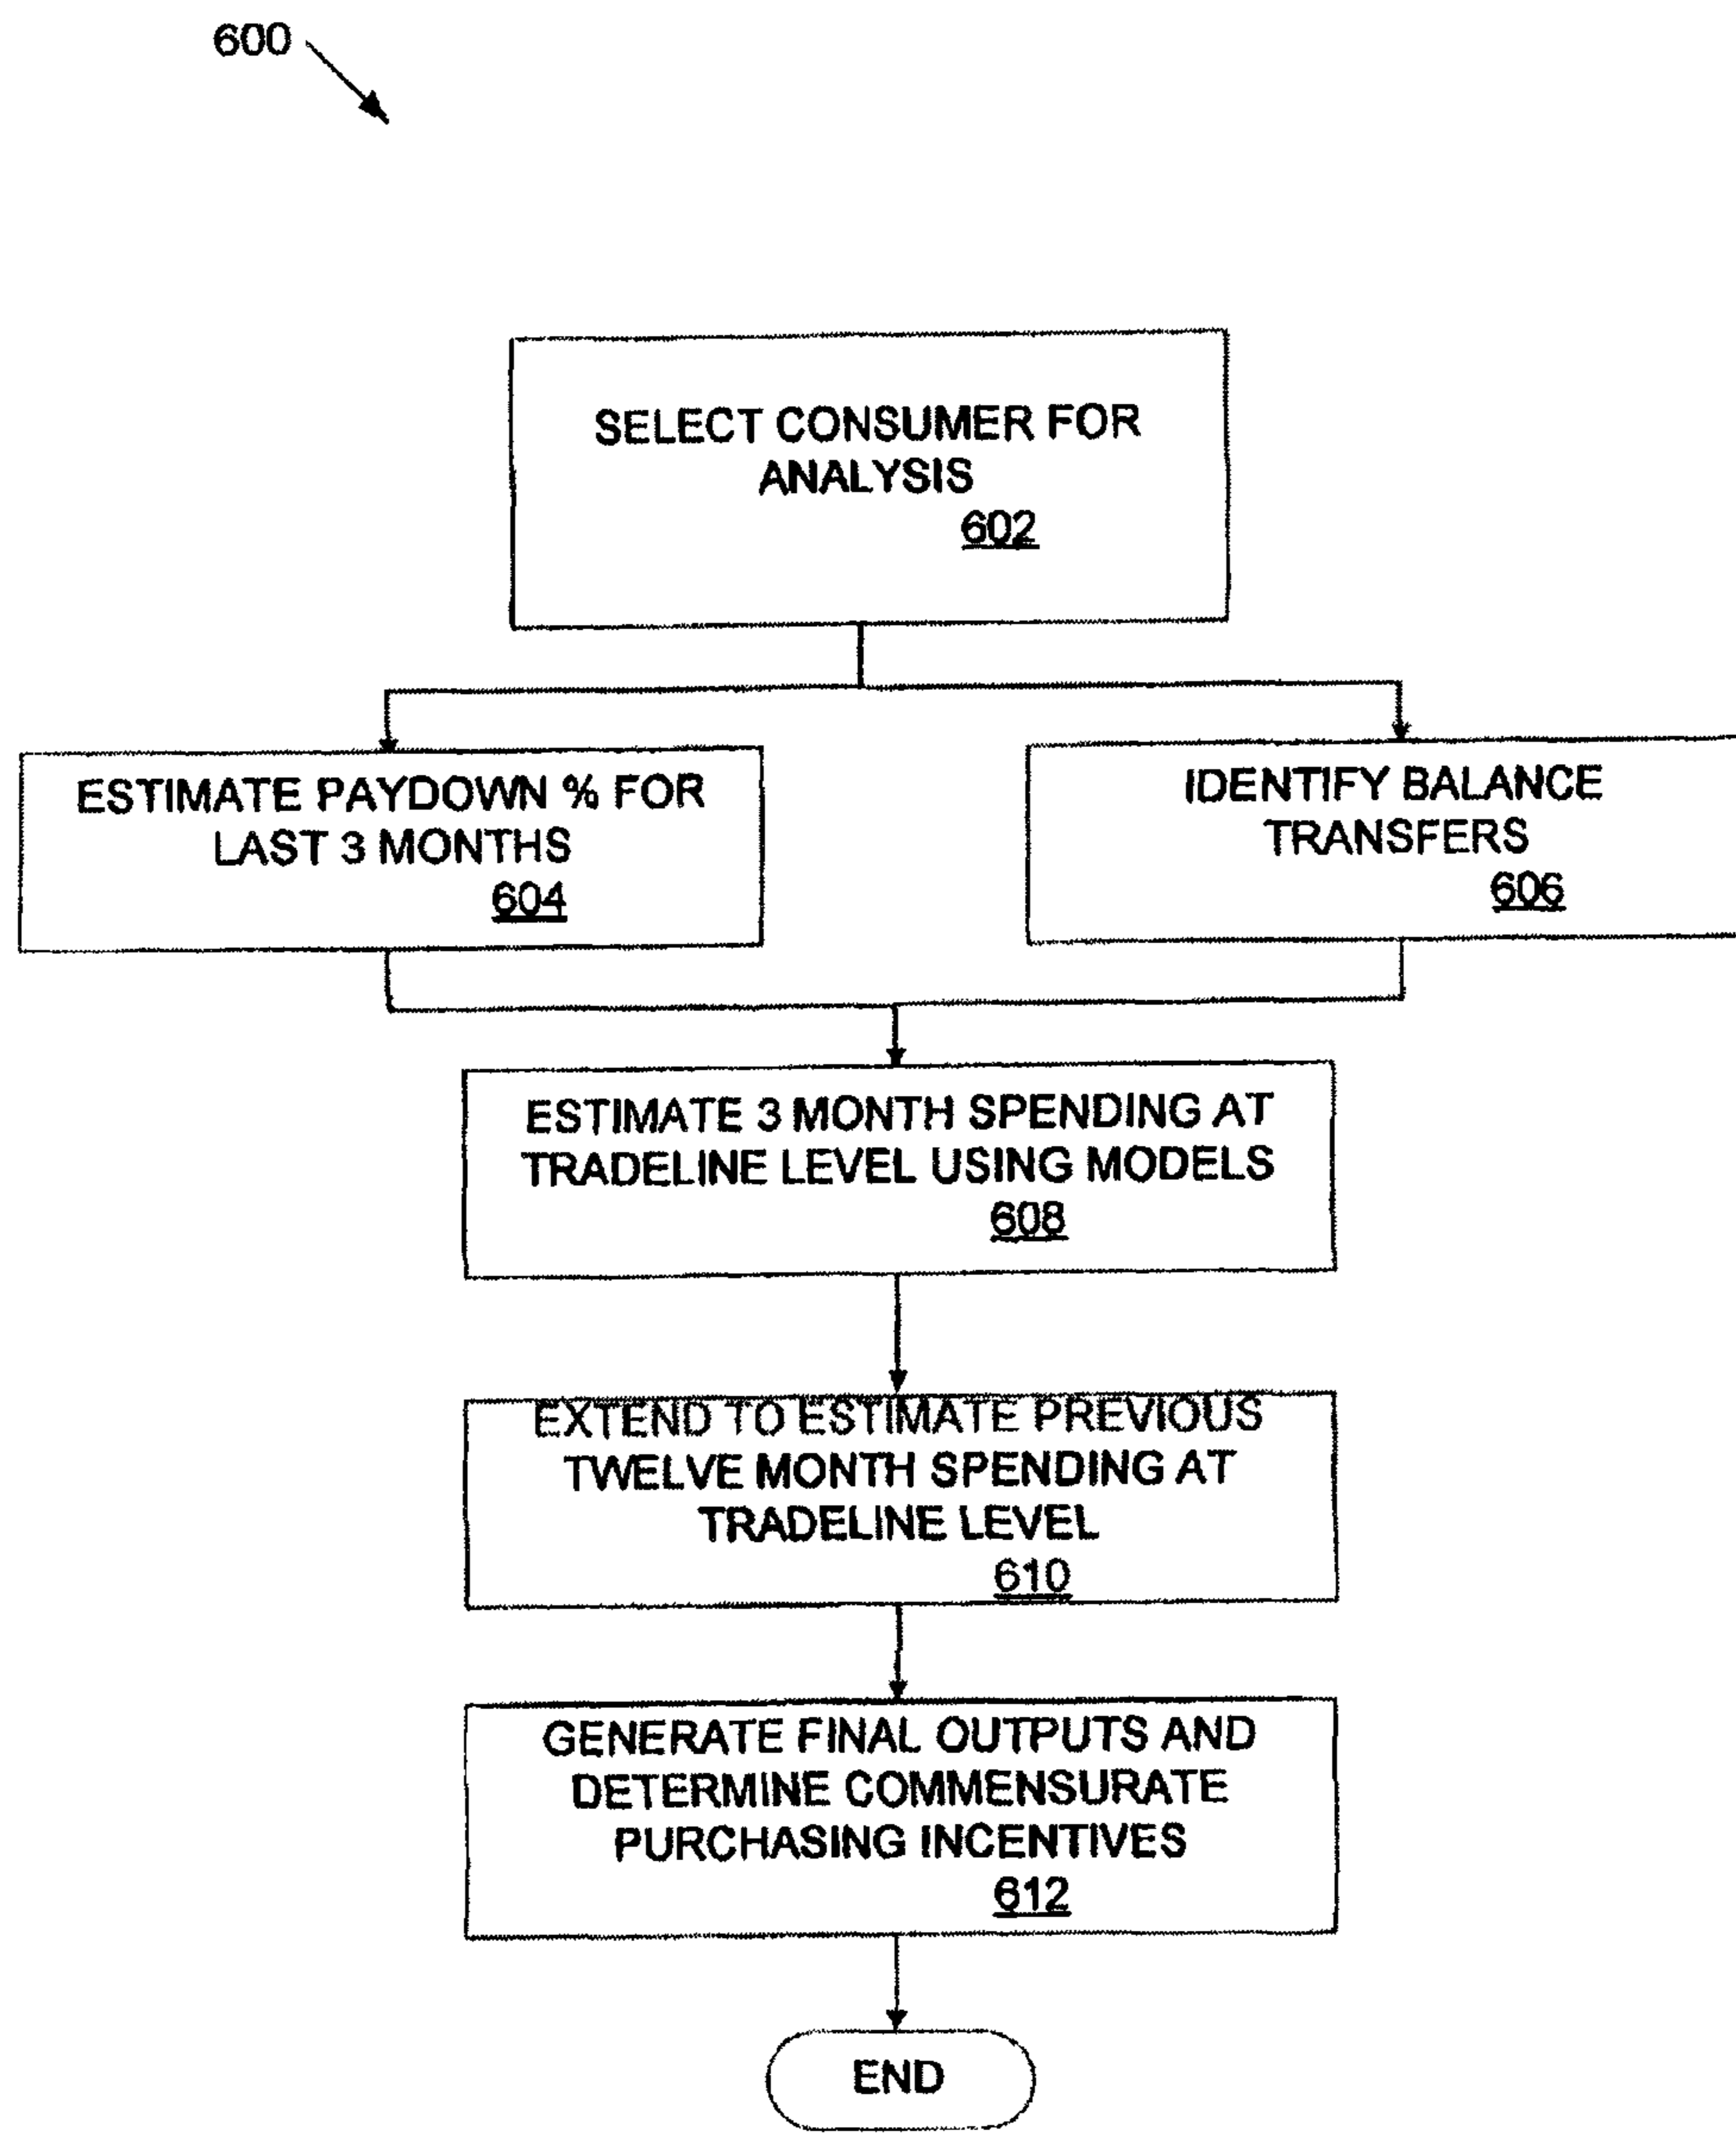 600
SELECT CONSUMER FOR
ANALYSIS
602
ESTIMATE PAYDOWN % FOR
LAST 3 MONTHS
604
IDENTIFY BALANCE
TRANSFERS
606
ESTIMATE 3 MONTH SPENDING AT
TRADELINE LEVEL USING MODELS
608
EXTEND TO ESTIMATE PREVIOUS
TWELVE MONTH SPENDING AT
TRADELINE LEVEL
610
GENERATE FINAL OUTPUTS AND
DETERMINE COMMENSURATE
PURCHASING INCENTIVES
612
END